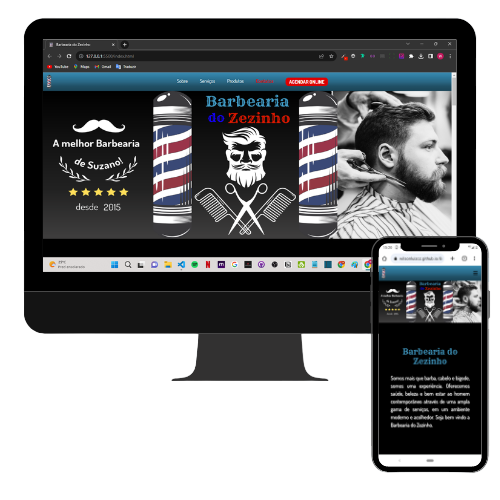 Barbearia do Zezinho
127.0.0.1
YouTube Maps Gmail Traduzir
Sobre Serviços Produtos
AGENDAR ONLINE
A melhor Barbearia
de Suzano!
desde 2015
Barbearia
do Zezinho
Barbearia do
Zezinho
Somos mais que barba, cabelo e bigode,
somos uma experiência. Oferecemos
saúde, beleza e bem estar ao homem
contemporâneo através de uma ampla
gama de serviços, em um ambiente
moderno e acolhedor. Seja bem vindo a
Barbearia do Zezinho.